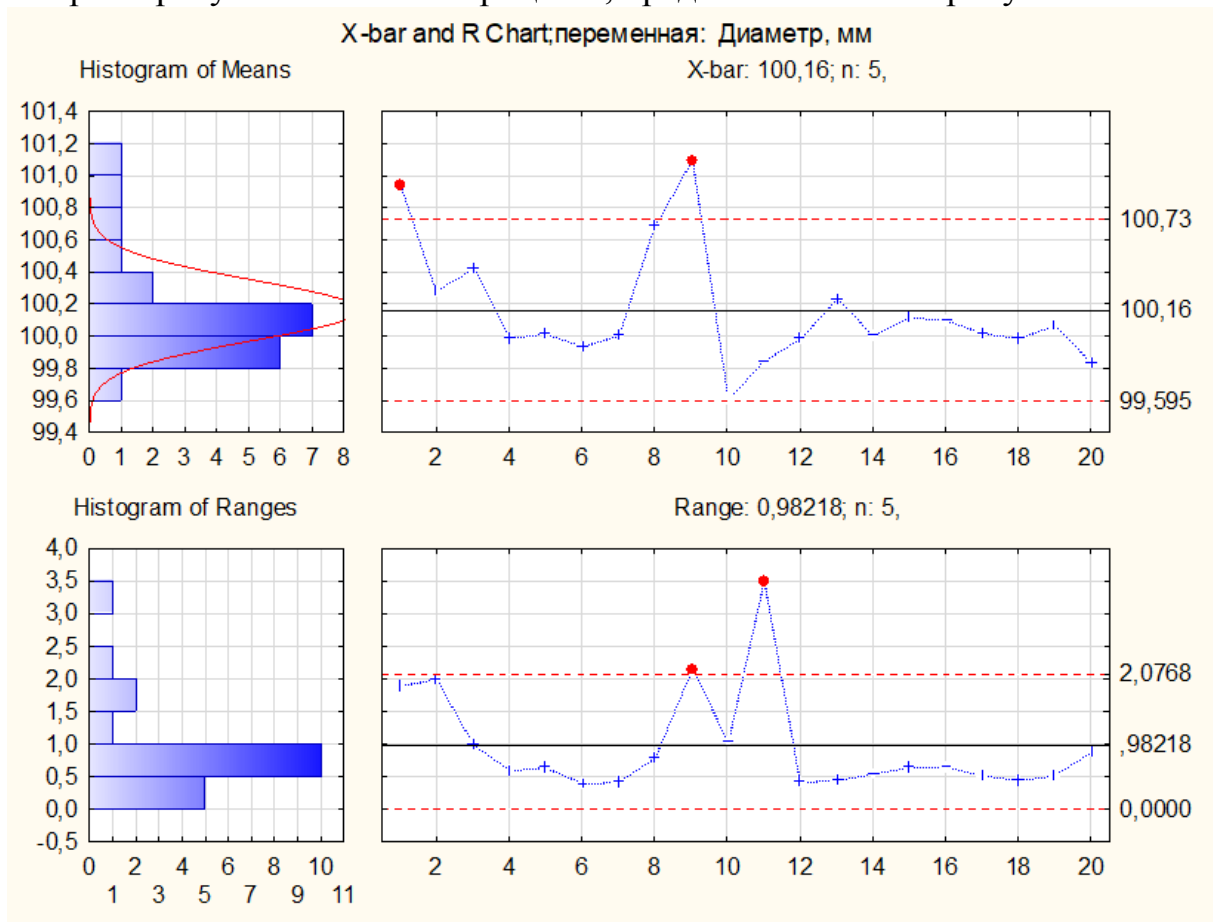 X-bar and R Chart;переменная: Диаметр, мм
Histogram of Means
X-bar: 100,16; n: 5,
101,4
101,2
101,0
100,8
100,6
100,4
100,2
100,0
99,8
99,6
99,4
0 1 2 3 4 5 6 7 8
100,73
100,16
99,595
2 4 6 8 10 12 14 16 18 20
Histogram of Ranges
Range: 0,98218; n: 5,
4,0
3,5
3,0
2,5
2,0
1,5
1,0
0,5
0,0
-0,5
0 2 4 6 8 10
1 3 5 7 9 11
2,0768
,98218
0,0000
2 4 6 8 10 12 14 16 18 20